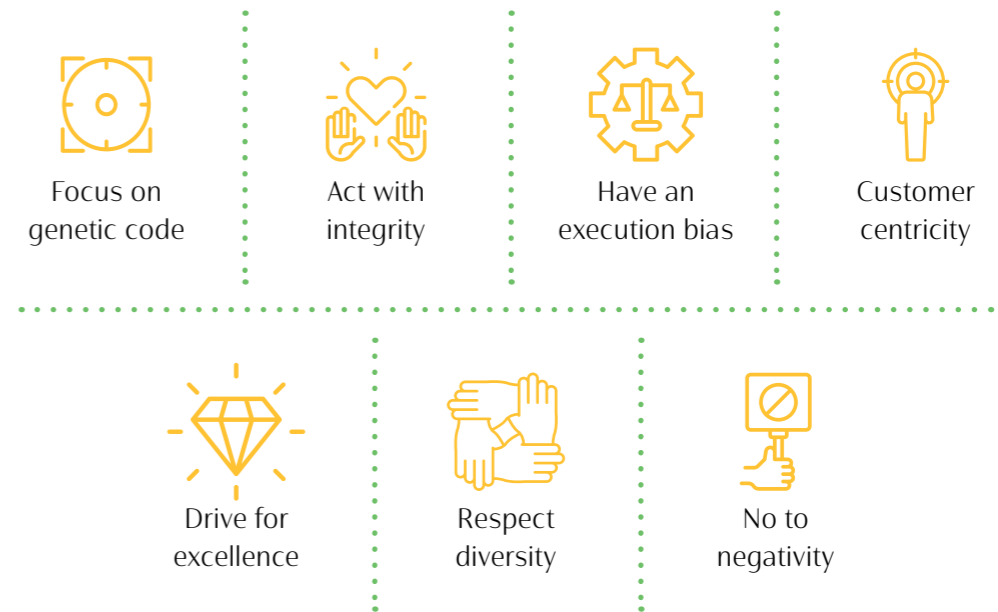 Focus on
genetic code
Act with
integrity
Have an
execution bias
Customer
centricity
Drive for
excellence
Respect
diversity
No to
negativity